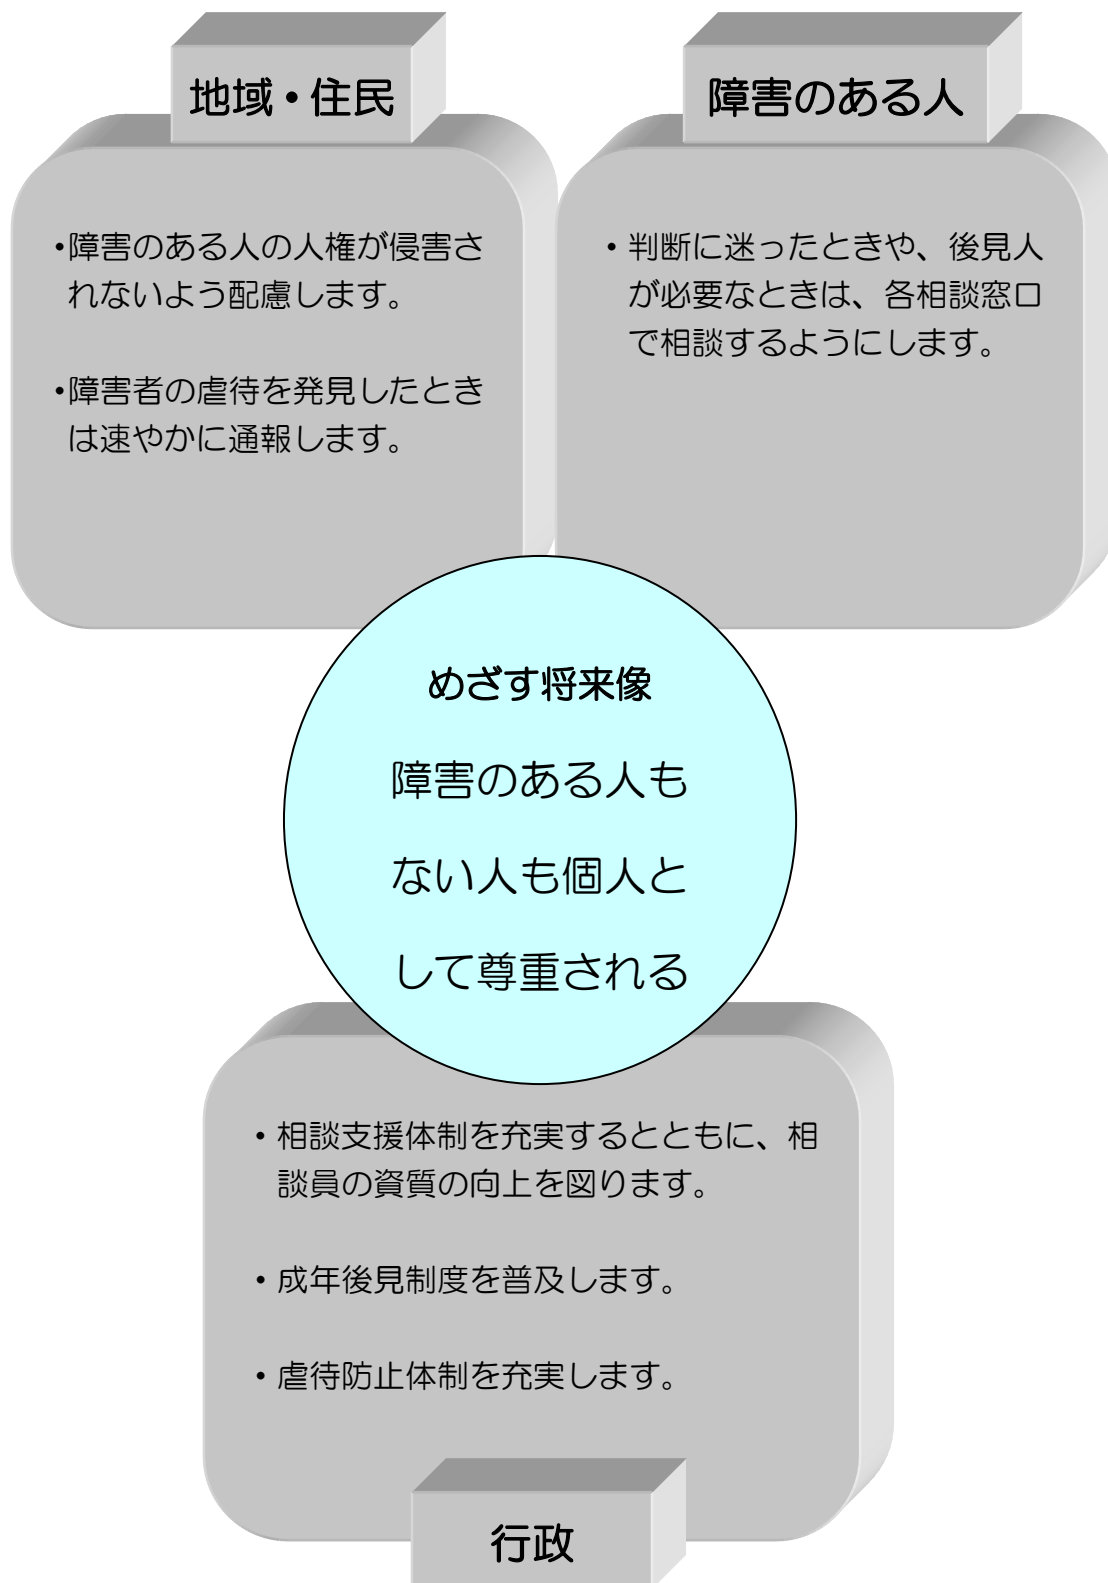 地域・住民
・障害のある人の人権が侵害さ
れないよう配慮します。
・障害者の虐待を発見したとき
は速やかに通報します。
障害のある人
・判断に迷ったときや、後見人
が必要なときは、各相談窓口
で相談するようにします。
めざす将来像
障害のある人も
ない人も個人と
して尊重される
・相談支援体制を充実するとともに、相
談員の資質の向上を図ります。
・成年後見制度を普及します。
・虐待防止体制を充実します。
行政